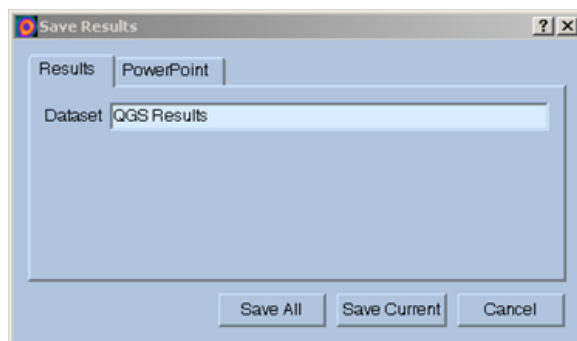 Save Results
Results PowerPoint
Dataset QGS Results
Save All Save Current Cancel